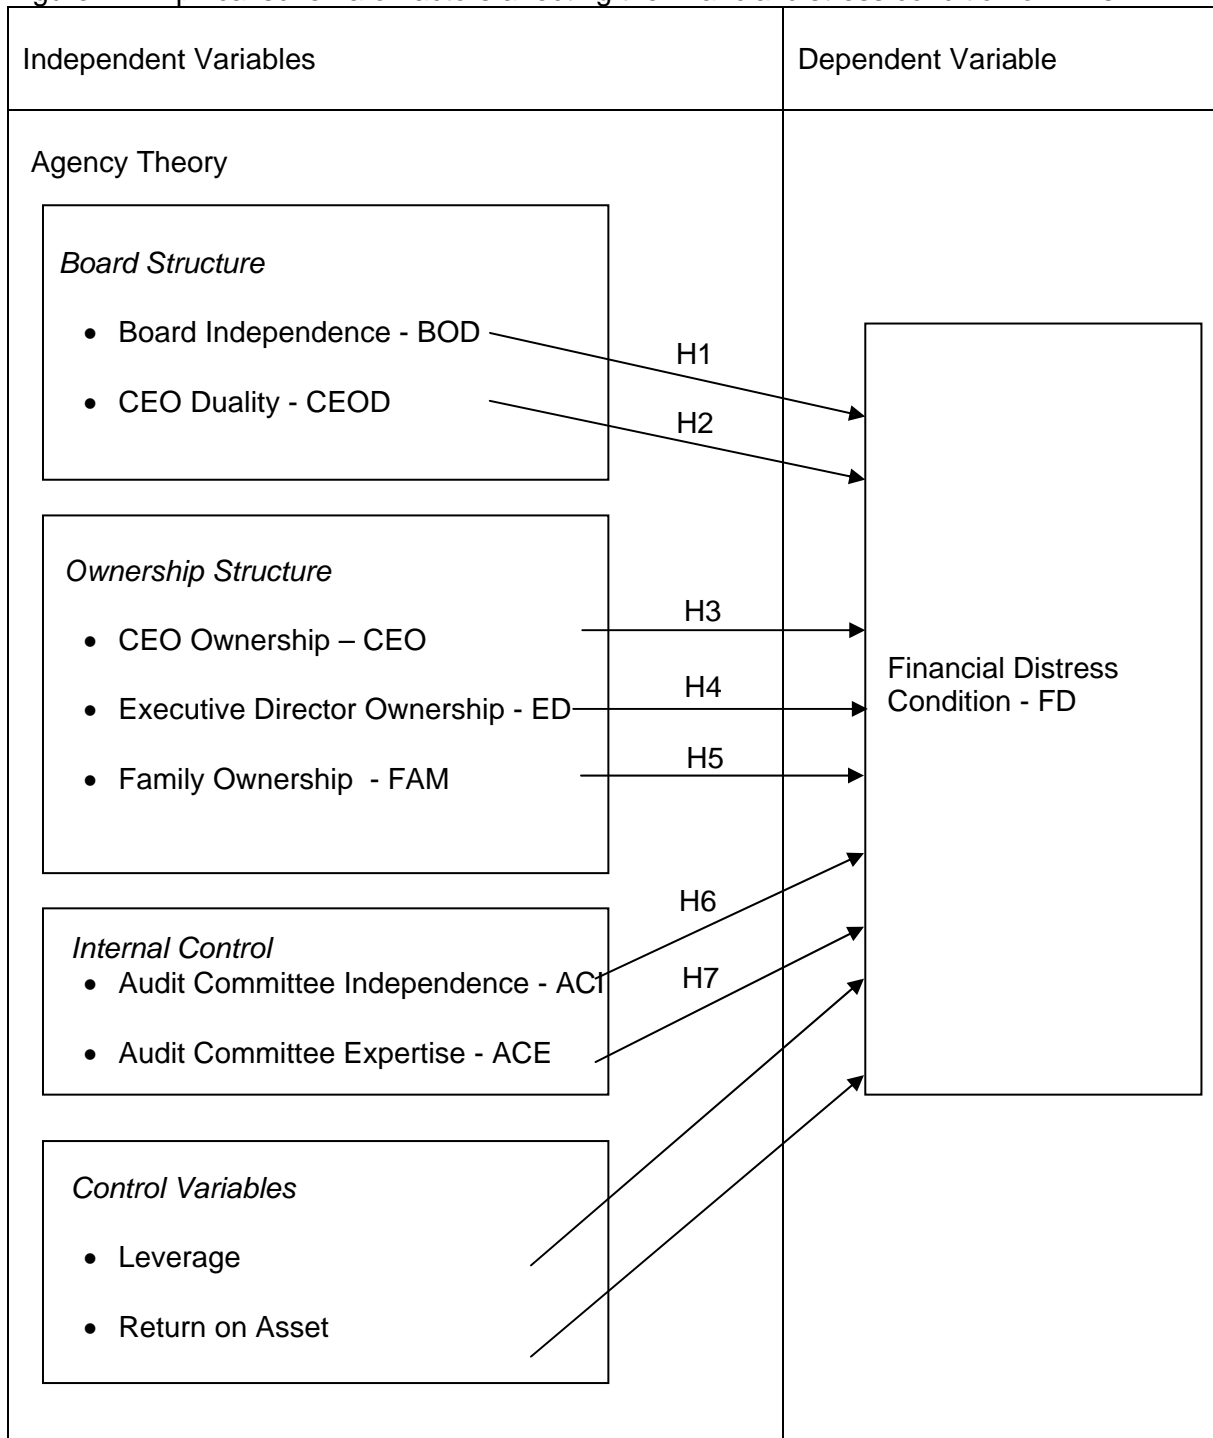 Independent Variables
Dependent Variable
Agency Theory
Board Structure
• Board Independence - BOD
• CEO Duality - CEOD
H1
H2
Ownership Structure
• CEO Ownership – CEO
• Executive Director Ownership - ED
• Family Ownership - FAM
H3
H4
H5
Financial Distress
Condition - FD
Internal Control
• Audit Committee Independence - ACI
• Audit Committee Expertise - ACE
H6
H7
Control Variables
• Leverage
• Return on Asset